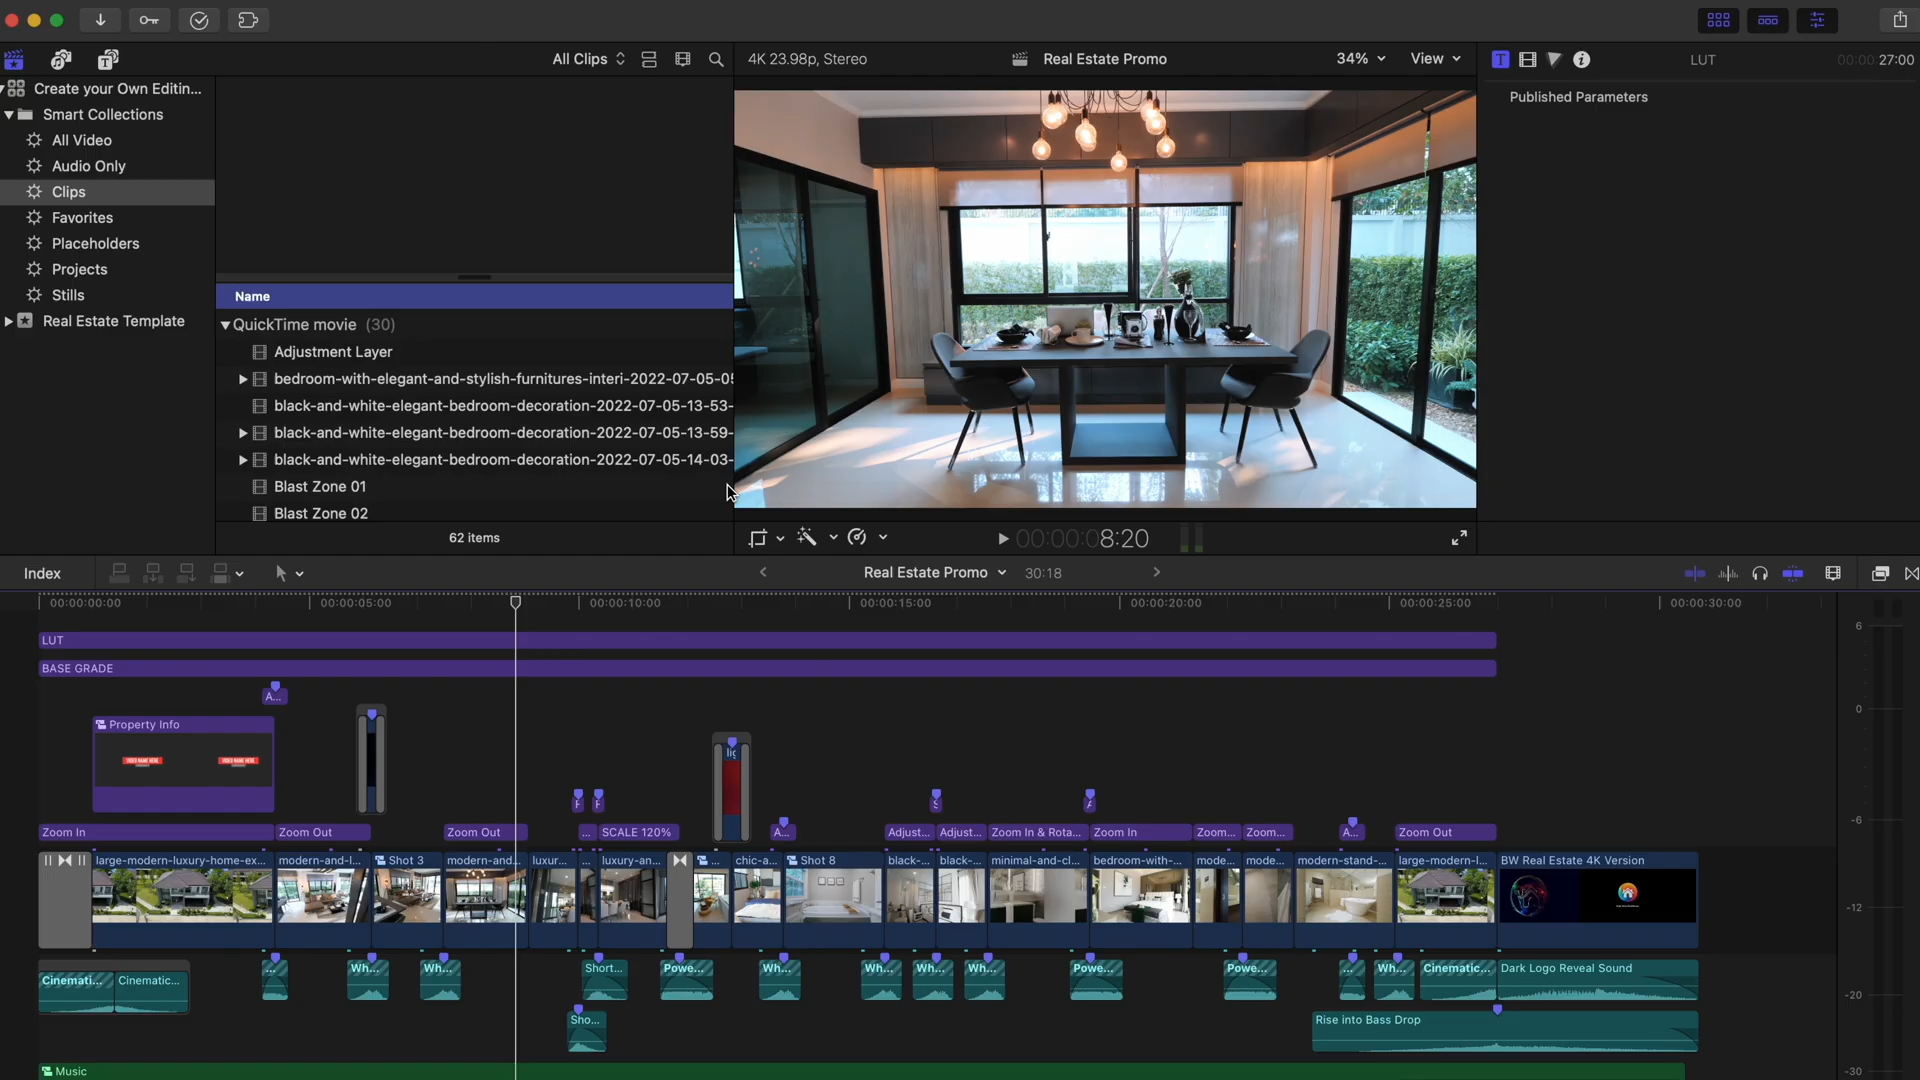 All Clips
4K 23.98p, Stereo
Real Estate Promo
34%
View
LUT
00:00:27:00
Create your Own Editin...
Smart Collections
All Video
Audio Only
Clips
Favorites
Placeholders
Projects
Stills
Real Estate Template
Name
QuickTime movie (30)
Adjustment Layer
bedroom-with-elegant-and-stylish-furnitures-interi-2022-07-05-05
black-and-white-elegant-bedroom-decoration-2022-07-05-13-53-
black-and-white-elegant-bedroom-decoration-2022-07-05-13-59-
black-and-white-elegant-bedroom-decoration-2022-07-05-14-03-
Blast Zone 01
Blast Zone 02
62 items
Published Parameters
00:00:08:20
Index
Real Estate Promo
30:18
00:00:00:00
00:00:05:00
00:00:10:00
00:00:15:00
00:00:20:00
00:00:25:00
00:00:30:00
LUT
BASE GRADE
A...
Property Info
VIDEO NAME HERE
VIDEO NAME HERE
Zoom In
Zoom Out
Zoom Out
...
SCALE 120%
A...
Adjust...
Adjust...
Zoom In & Rota...
Zoom In
Zoom...
Zoom...
A...
Zoom Out
large-modern-luxury-home-ex...
modern-and-l...
Shot 3
modern-and...
luxur...
...
luxury-an...
...
chic-a...
Shot 8
black-...
black-...
minimal-and-cl...
bedroom-with-...
mode...
mode...
modern-stand-...
large-modern-l...
BW Real Estate 4K Version
Cinemati...
Cinematic...
...
Wh...
Wh...
Short...
Powe...
Wh...
Wh...
Wh...
Wh...
Powe...
Powe...
...
Wh...
Cinematic...
Dark Logo Reveal Sound
Sho...
Rise into Bass Drop
Music
6
0
-6
-12
-20
-30